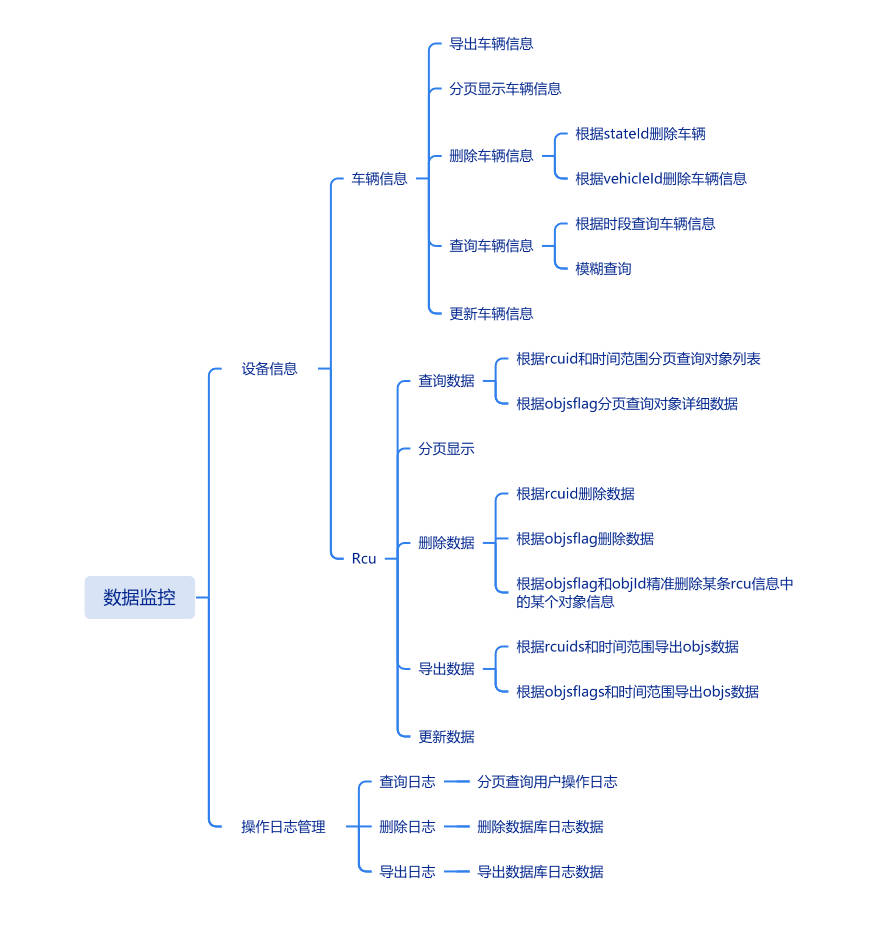 导出车辆信息
分页显示车辆信息
根据stateId删除车辆
删除车辆信息
车辆信息
根据vehicleId删除车辆信息
根据时段查询车辆信息
查询车辆信息
模糊查询
更新车辆信息
根据rcuid和时间范围分页查询对象列表
设备信息
查询数据
根据objsflag分页查询对象详细数据
分页显示
根据rcuid删除数据
根据objsflag删除数据
删除数据
Rcu
根据objsflag和objId精准删除某条rcu信息中
的某个对象信息
数据监控
根据rcuids和时间范围导出objs数据
导出数据
根据objsflags和时间范围导出objs数据
更新数据
查询日志
分页查询用户操作日志
操作日志管理
删除日志
删除数据库日志数据
导出日志
导出数据库日志数据